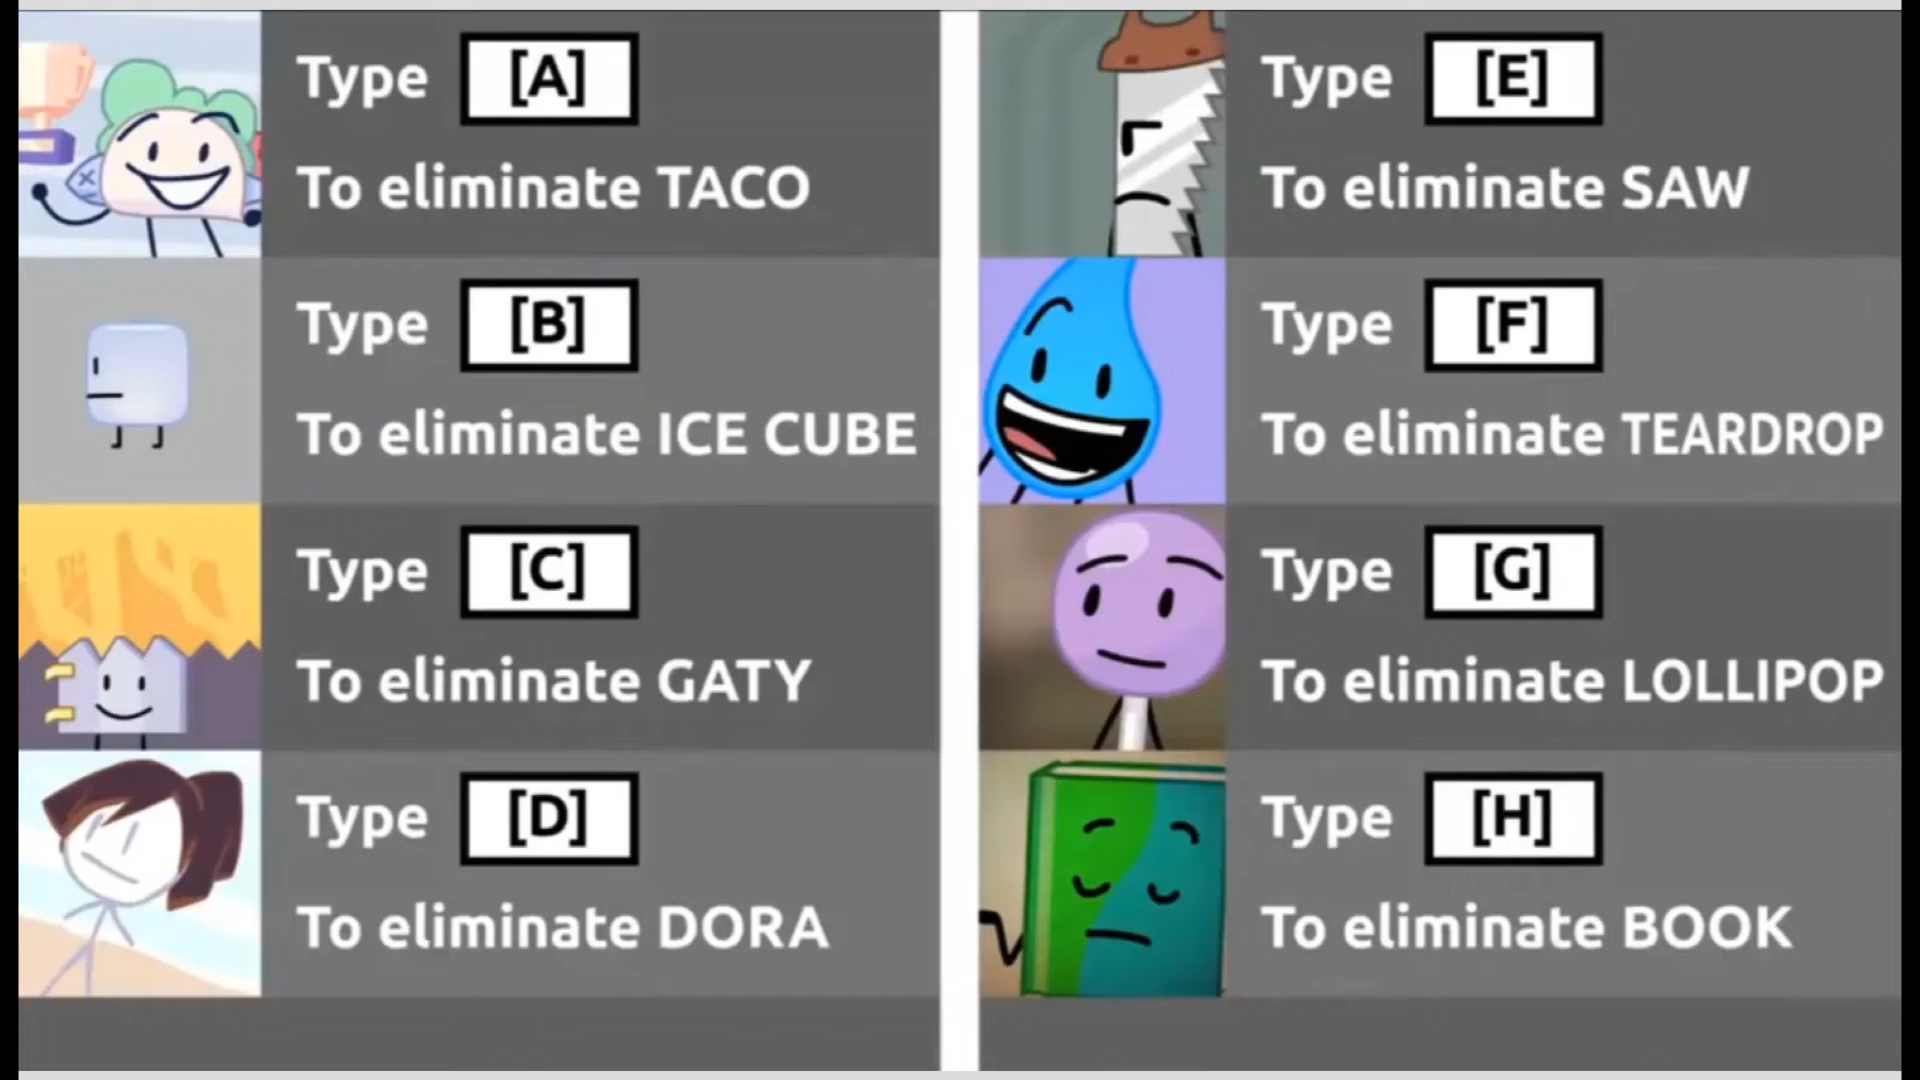 Type [A]
To eliminate TACO
Type [B]
To eliminate ICE CUBE
Type [C]
To eliminate GATY
Type [D]
To eliminate DORA
Type [E]
To eliminate SAW
Type [F]
To eliminate TEARDROP
Type [G]
To eliminate LOLLIPOP
Type [H]
To eliminate BOOK